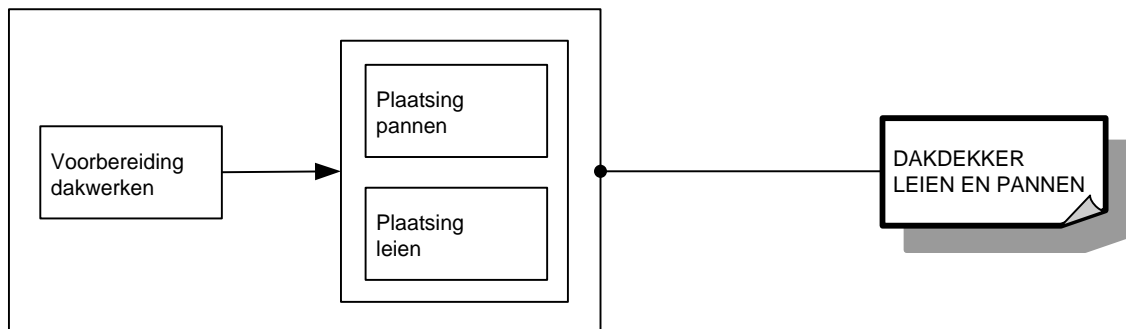 Voorbereiding
dakwerken
Plaatsing
pannen
Plaatsing
leien
DAKDEKKER
LEIEN EN PANNEN